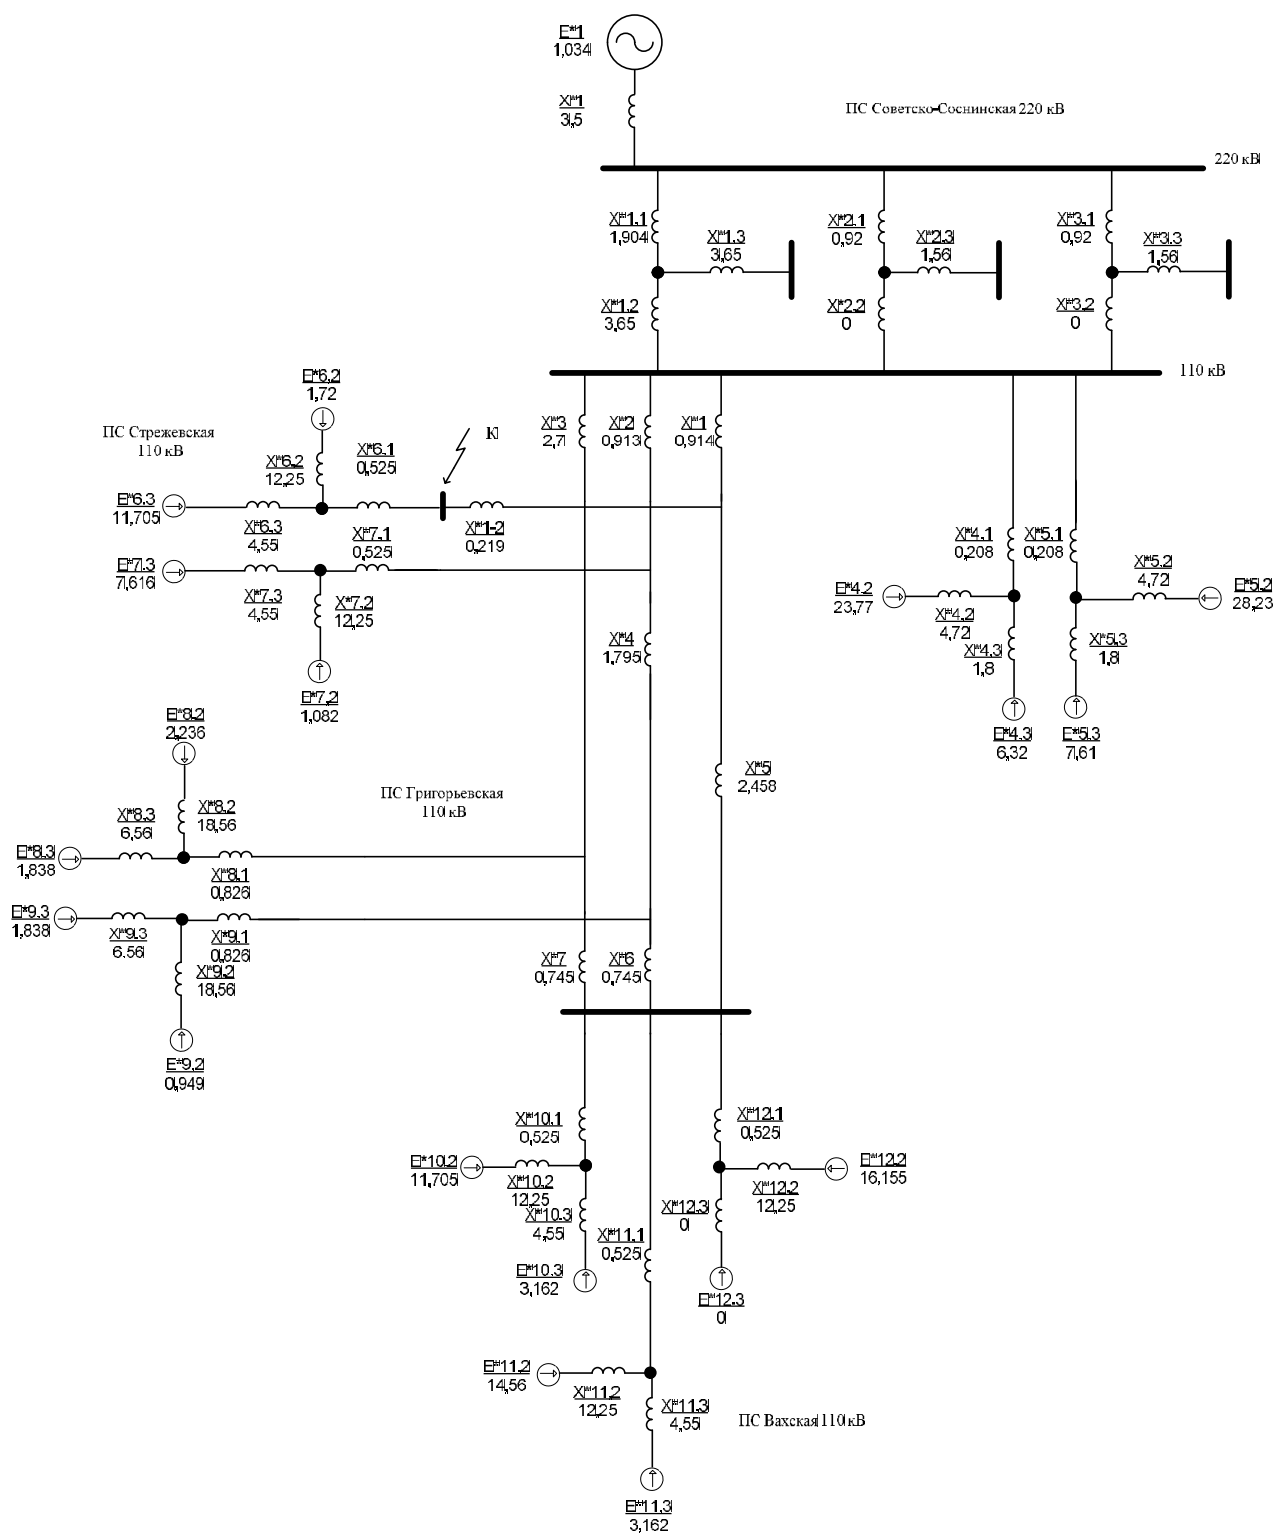 E*1
1,034
X*1
3,5
ПС Советско-Соснинская 220 кВ
220 кВ
X*1.1
1,904
X*1.3
3,65
X*2.1
0,92
X*2.3
1,56
X*3.1
0,92
X*3.3
1,56
X*1.2
3,65
X*2.2
0
X*3.2
0
110 кВ
E*6.2
1,72
ПС Стрежевская
110 кВ
X*3
2,7
X*2
0,913
X*1
0,914
К
X*6.2
12,25
X*6.1
0,525
E*6.3
11,705
X*6.3
4,55
X*1-2
0,219
X*7.1
0,525
E*7.3
7,616
X*7.3
4,55
X*7.2
12,25
E*7.2
1,082
X*4.1
0,208
X*5.1
0,208
E*4.2
23,77
X*4.2
4,72
X*5.2
4,72
E*5.2
28,23
X*4.3
1,8
X*5.3
1,8
E*4.3
6,32
E*5.3
7,61
X*4
1,795
X*5
2,458
E*8.2
2,236
ПС Григорьевская
110 кВ
X*8.3
6,56
X*8.2
18,56
E*8.3
1,838
X*8.1
0,826
E*9.3
1,838
X*9.3
6.56
X*9.1
0,826
X*9.2
18,56
E*9.2
0,949
X*7
0,745
X*6
0,745
X*10.1
0,525
X*12.1
0,525
E*10.2
11,705
X*10.2
12,25
X*12.2
12,25
E*12.2
16,155
X*10.3
4,55
X*12.3
0
X*11.1
0,525
E*10.3
3,162
E*12.3
0
E*11.2
14,56
X*11.2
12,25
X*11.3
4,55
ПС Вахская 110 кВ
E*11.3
3,162